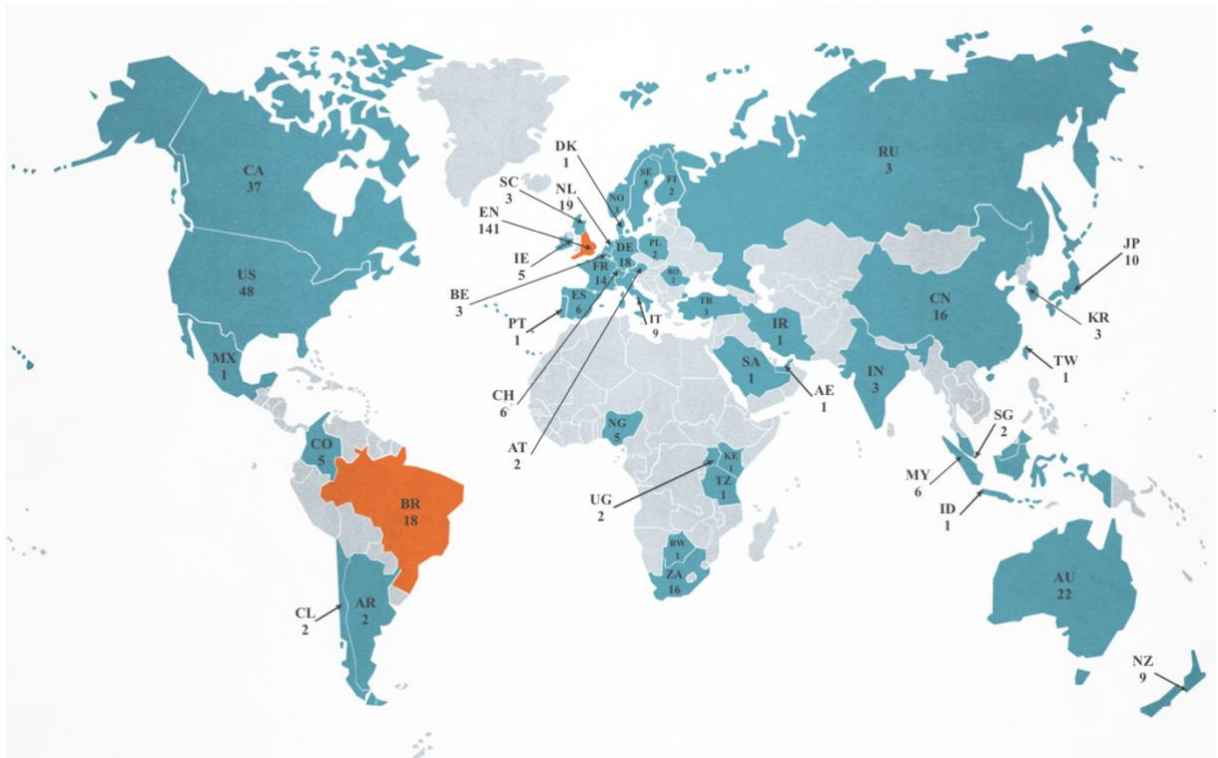 DK
1
SC
3
NL
19
EN
141
IE
5
BE
3
PT
1
CH
6
AT
2
CA
37
US
48
MX
1
CO
5
BR
18
CL
2
AR
2
NO
SE
5
FI
2
DE
18
PL
2
FR
14
RO
ES
6
IT
9
TR
3
RU
3
CN
16
JP
10
KR
3
TW
1
IR
1
SA
1
AE
1
IN
3
SG
2
MY
6
ID
1
NG
5
UG
2
KE
1
TZ
1
BW
1
ZA
16
AU
22
NZ
9